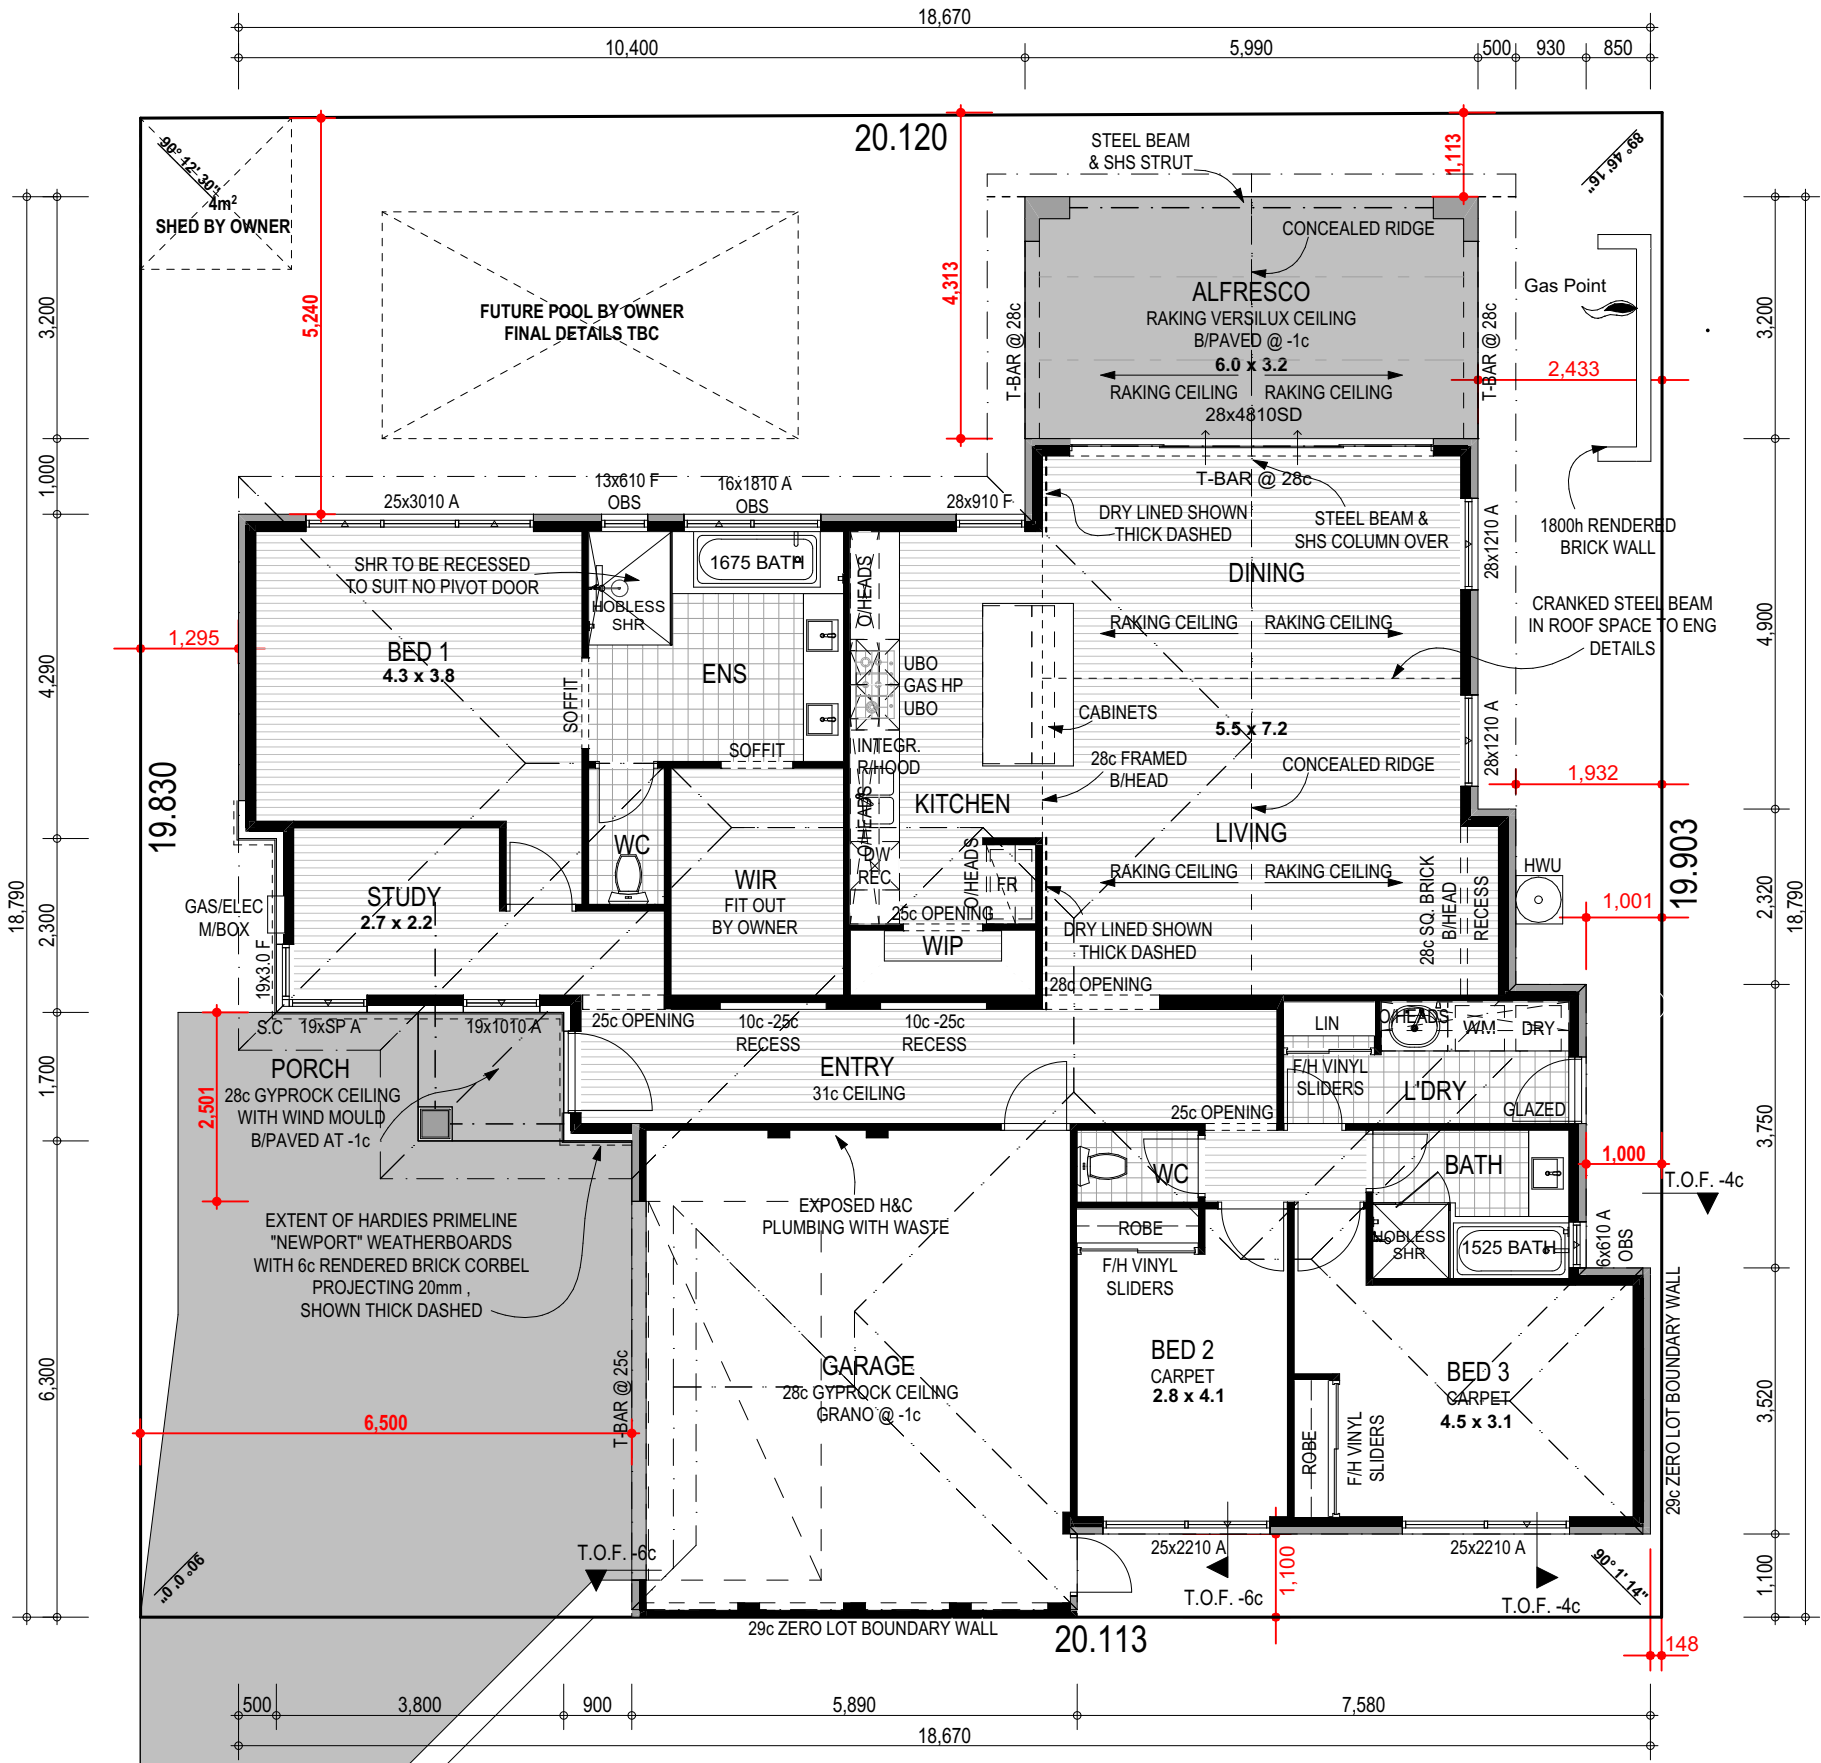 18,670
10,400
5,990
500
930
850
20.120
90° 12' 30"
4m²
SHED BY OWNER
5,240
FUTURE POOL BY OWNER
FINAL DETAILS TBC
4,313
STEEL BEAM
& SHS STRUT
1,113
89° 46' 16"
CONCEALED RIDGE
ALFRESCO
RAKING VERSILUX CEILING
B/PAVED @ -1c
6.0 x 3.2
RAKING CEILING
RAKING CEILING
28x4810SD
T-BAR @ 28c
T-BAR @ 28c
T-BAR @ 28c
Gas Point
2,433
1800h RENDERED
BRICK WALL
3,200
1,000
4,290
18,790
2,300
1,700
6,300
3,200
4,900
2,320
18,790
3,750
3,520
1,100
25x3010 A
13x610 F
OBS
16x1810 A
OBS
28x910 F
SHR TO BE RECESSED
TO SUIT NO PIVOT DOOR
1675 BATH
HOBLESS
SHR
O/HEADS
DRY LINED SHOWN
THICK DASHED
STEEL BEAM &
SHS COLUMN OVER
28x1210 A
DINING
RAKING CEILING
RAKING CEILING
CRANKED STEEL BEAM
IN ROOF SPACE TO ENG
DETAILS
1,295
BED 1
4.3 x 3.8
SOFFIT
ENS
SOFFIT
UBO
GAS HP
UBO
INTEGR.
R/HOOD
CABINETS
28c FRAMED
B/HEAD
5.5 x 7.2
CONCEALED RIDGE
28x1210 A
1,932
19.830
KITCHEN
O/HEADS
LIVING
RAKING CEILING
RAKING CEILING
19.903
WC
WIR
FIT OUT
BY OWNER
DW
REC
O/HEADS
FR
25c OPENING
WIP
DRY LINED SHOWN
THICK DASHED
28c OPENING
28c SQ. BRICK
B/HEAD
RECESS
HWU
1,001
STUDY
2.7 x 2.2
GAS/ELEC
M/BOX
19x3.0 F
S.C
19xSP A
19x1010 A
25c OPENING
10c -25c
RECESS
10c -25c
RECESS
LIN
O/HEADS
WM
DRY
F/H VINYL
SLIDERS
L'DRY
GLAZED
PORCH
28c GYPROCK CEILING
WITH WIND MOULD
B/PAVED AT -1c
2,501
ENTRY
31c CEILING
25c OPENING
WC
BATH
1,000
T.O.F. -4c
EXPOSED H&C
PLUMBING WITH WASTE
EXTENT OF HARDIES PRIMELINE
"NEWPORT" WEATHERBOARDS
WITH 6c RENDERED BRICK CORBEL
PROJECTING 20mm ,
SHOWN THICK DASHED
ROBE
F/H VINYL
SLIDERS
HOBLESS
SHR
1525 BATH
6x610 A
OBS
29c ZERO LOT BOUNDARY WALL
T-BAR @ 25c
GARAGE
28c GYPROCK CEILING
GRANO @ -1c
BED 2
CARPET
2.8 x 4.1
BED 3
CARPET
4.5 x 3.1
ROBE
F/H VINYL
SLIDERS
6,500
T.O.F. -6c
90° 0' 0"
25x2210 A
T.O.F. -6c
1,100
25x2210 A
T.O.F. -4c
90° 1' 14"
29c ZERO LOT BOUNDARY WALL
20.113
148
500
3,800
900
5,890
7,580
18,670